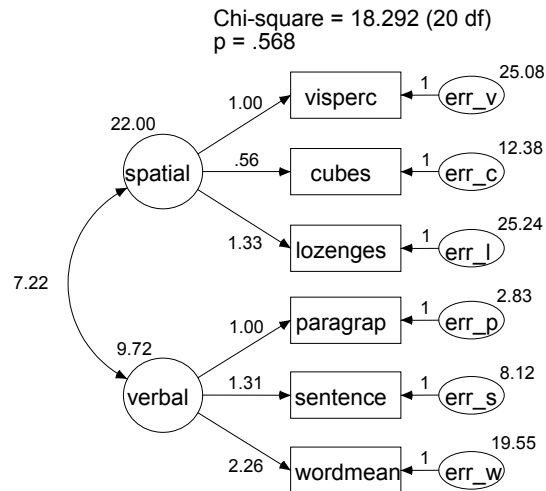 Chi-square = 18.292 (20 df)
p = .568
25.08
1.00
visperc
1
err_v
22.00
12.38
spatial
.56
cubes
1
err_c
25.24
1.33
lozenges
1
err_l
7.22
2.83
1.00
paragrap
1
err_p
9.72
8.12
verbal
1.31
sentence
1
err_s
19.55
2.26
wordmean
1
err_w